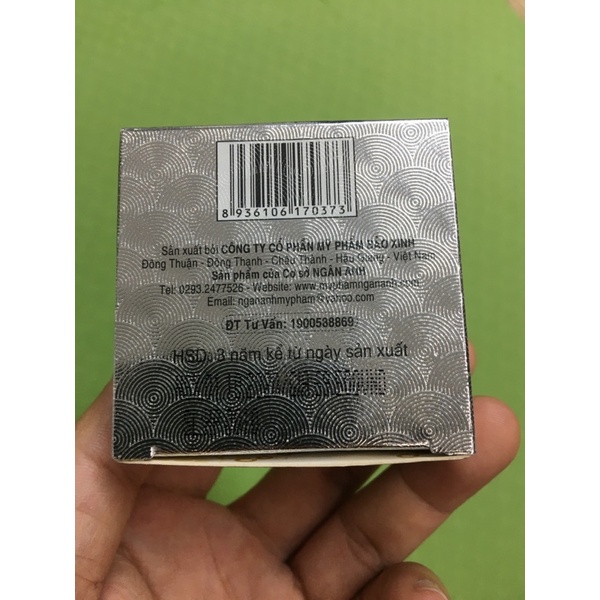 8 936106 170373
Sản xuất bởi CÔNG TY CỔ PHẦN MỸ PHẨM BẢO XINH
Đông Thuận - Đông Thạnh - Châu Thành - Hậu Giang - Việt Nam
Sản phẩm của Cơ sở NGÂN ANH
Tel: 0293.2477526 - Website: www.myphamngananh.com
Email:ngananhmypham@yahoo.com
ĐT Tư Vấn: 1900588869
HSD: 3 năm kể từ ngày sản xuất